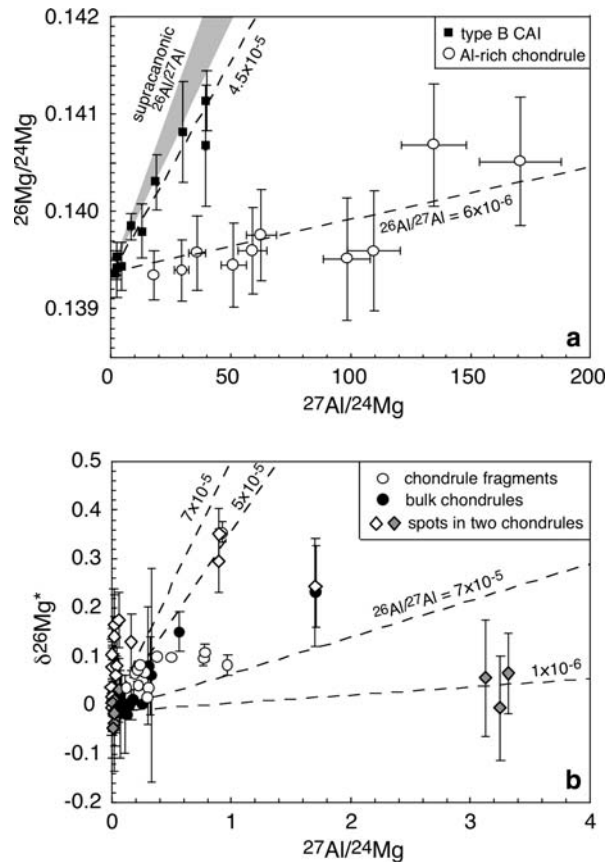 0.142
0.141
0.140
0.139
26Mg/24Mg
supracanonic
26Al/27Al
4.5x10-5
type B CAI
Al-rich chondrule
26Al/27Al = 6x10-6
a
0 50 100 150 200
27Al/24Mg
0.5
0.4
0.3
0.2
0.1
0
-0.1
-0.2
δ26Mg*
7x10-5
5x10-5
chondrule fragments
bulk chondrules
spots in two chondrules
26Al/27Al = 7x10-5
1x10-6
b
0 1 2 3 4
27Al/24Mg